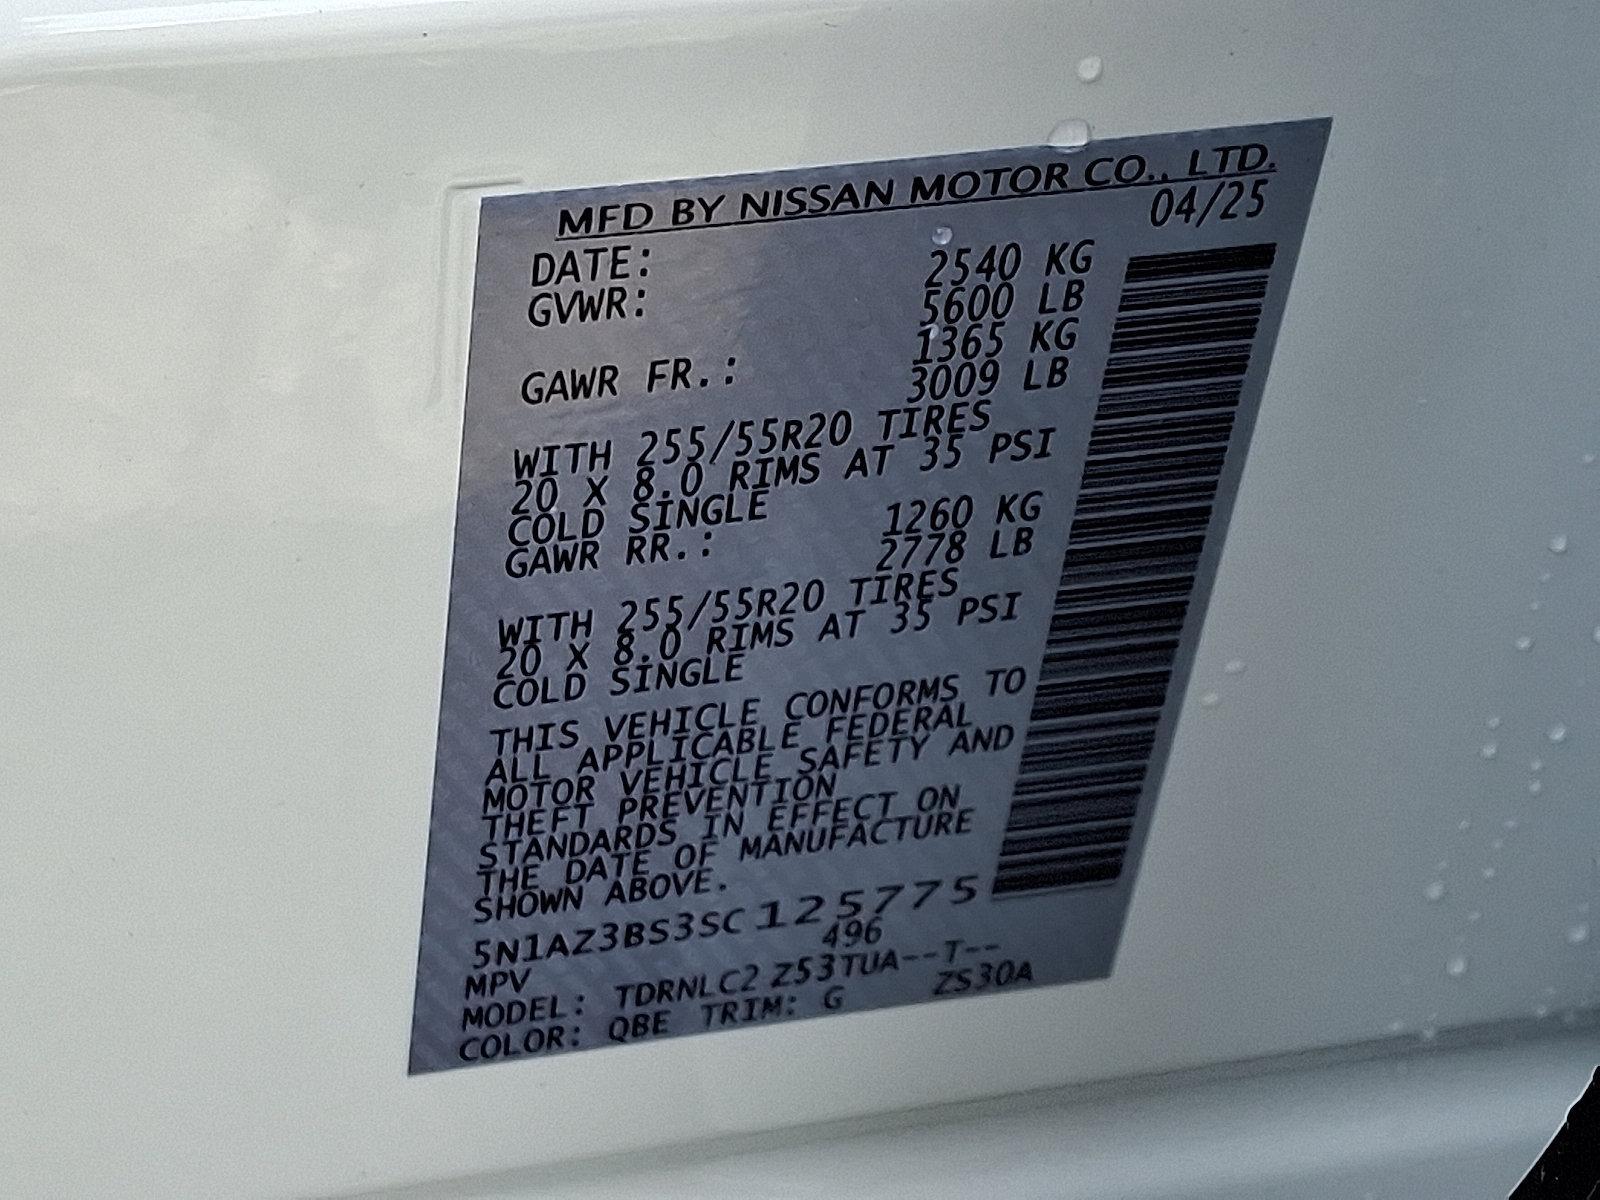 MFD BY NISSAN MOTOR CO., LTD.
DATE: 04/25
GVWR: 2540 KG
5600 LB
GAWR FR.: 1365 KG
3009 LB
WITH 255/55R20 TIRES
20 X 8.0 RIMS AT 35 PSI
COLD SINGLE
GAWR RR.: 1260 KG
2778 LB
WITH 255/55R20 TIRES
20 X 8.0 RIMS AT 35 PSI
COLD SINGLE
THIS VEHICLE CONFORMS TO
ALL APPLICABLE FEDERAL
MOTOR VEHICLE SAFETY AND
THEFT PREVENTION
STANDARDS IN EFFECT ON
THE DATE OF MANUFACTURE
SHOWN ABOVE.
5N1AZ3BS3SC125775
MPV 496
MODEL: TDRNLC2 Z53TUA--T--
COLOR: QBE TRIM: G ZS30A